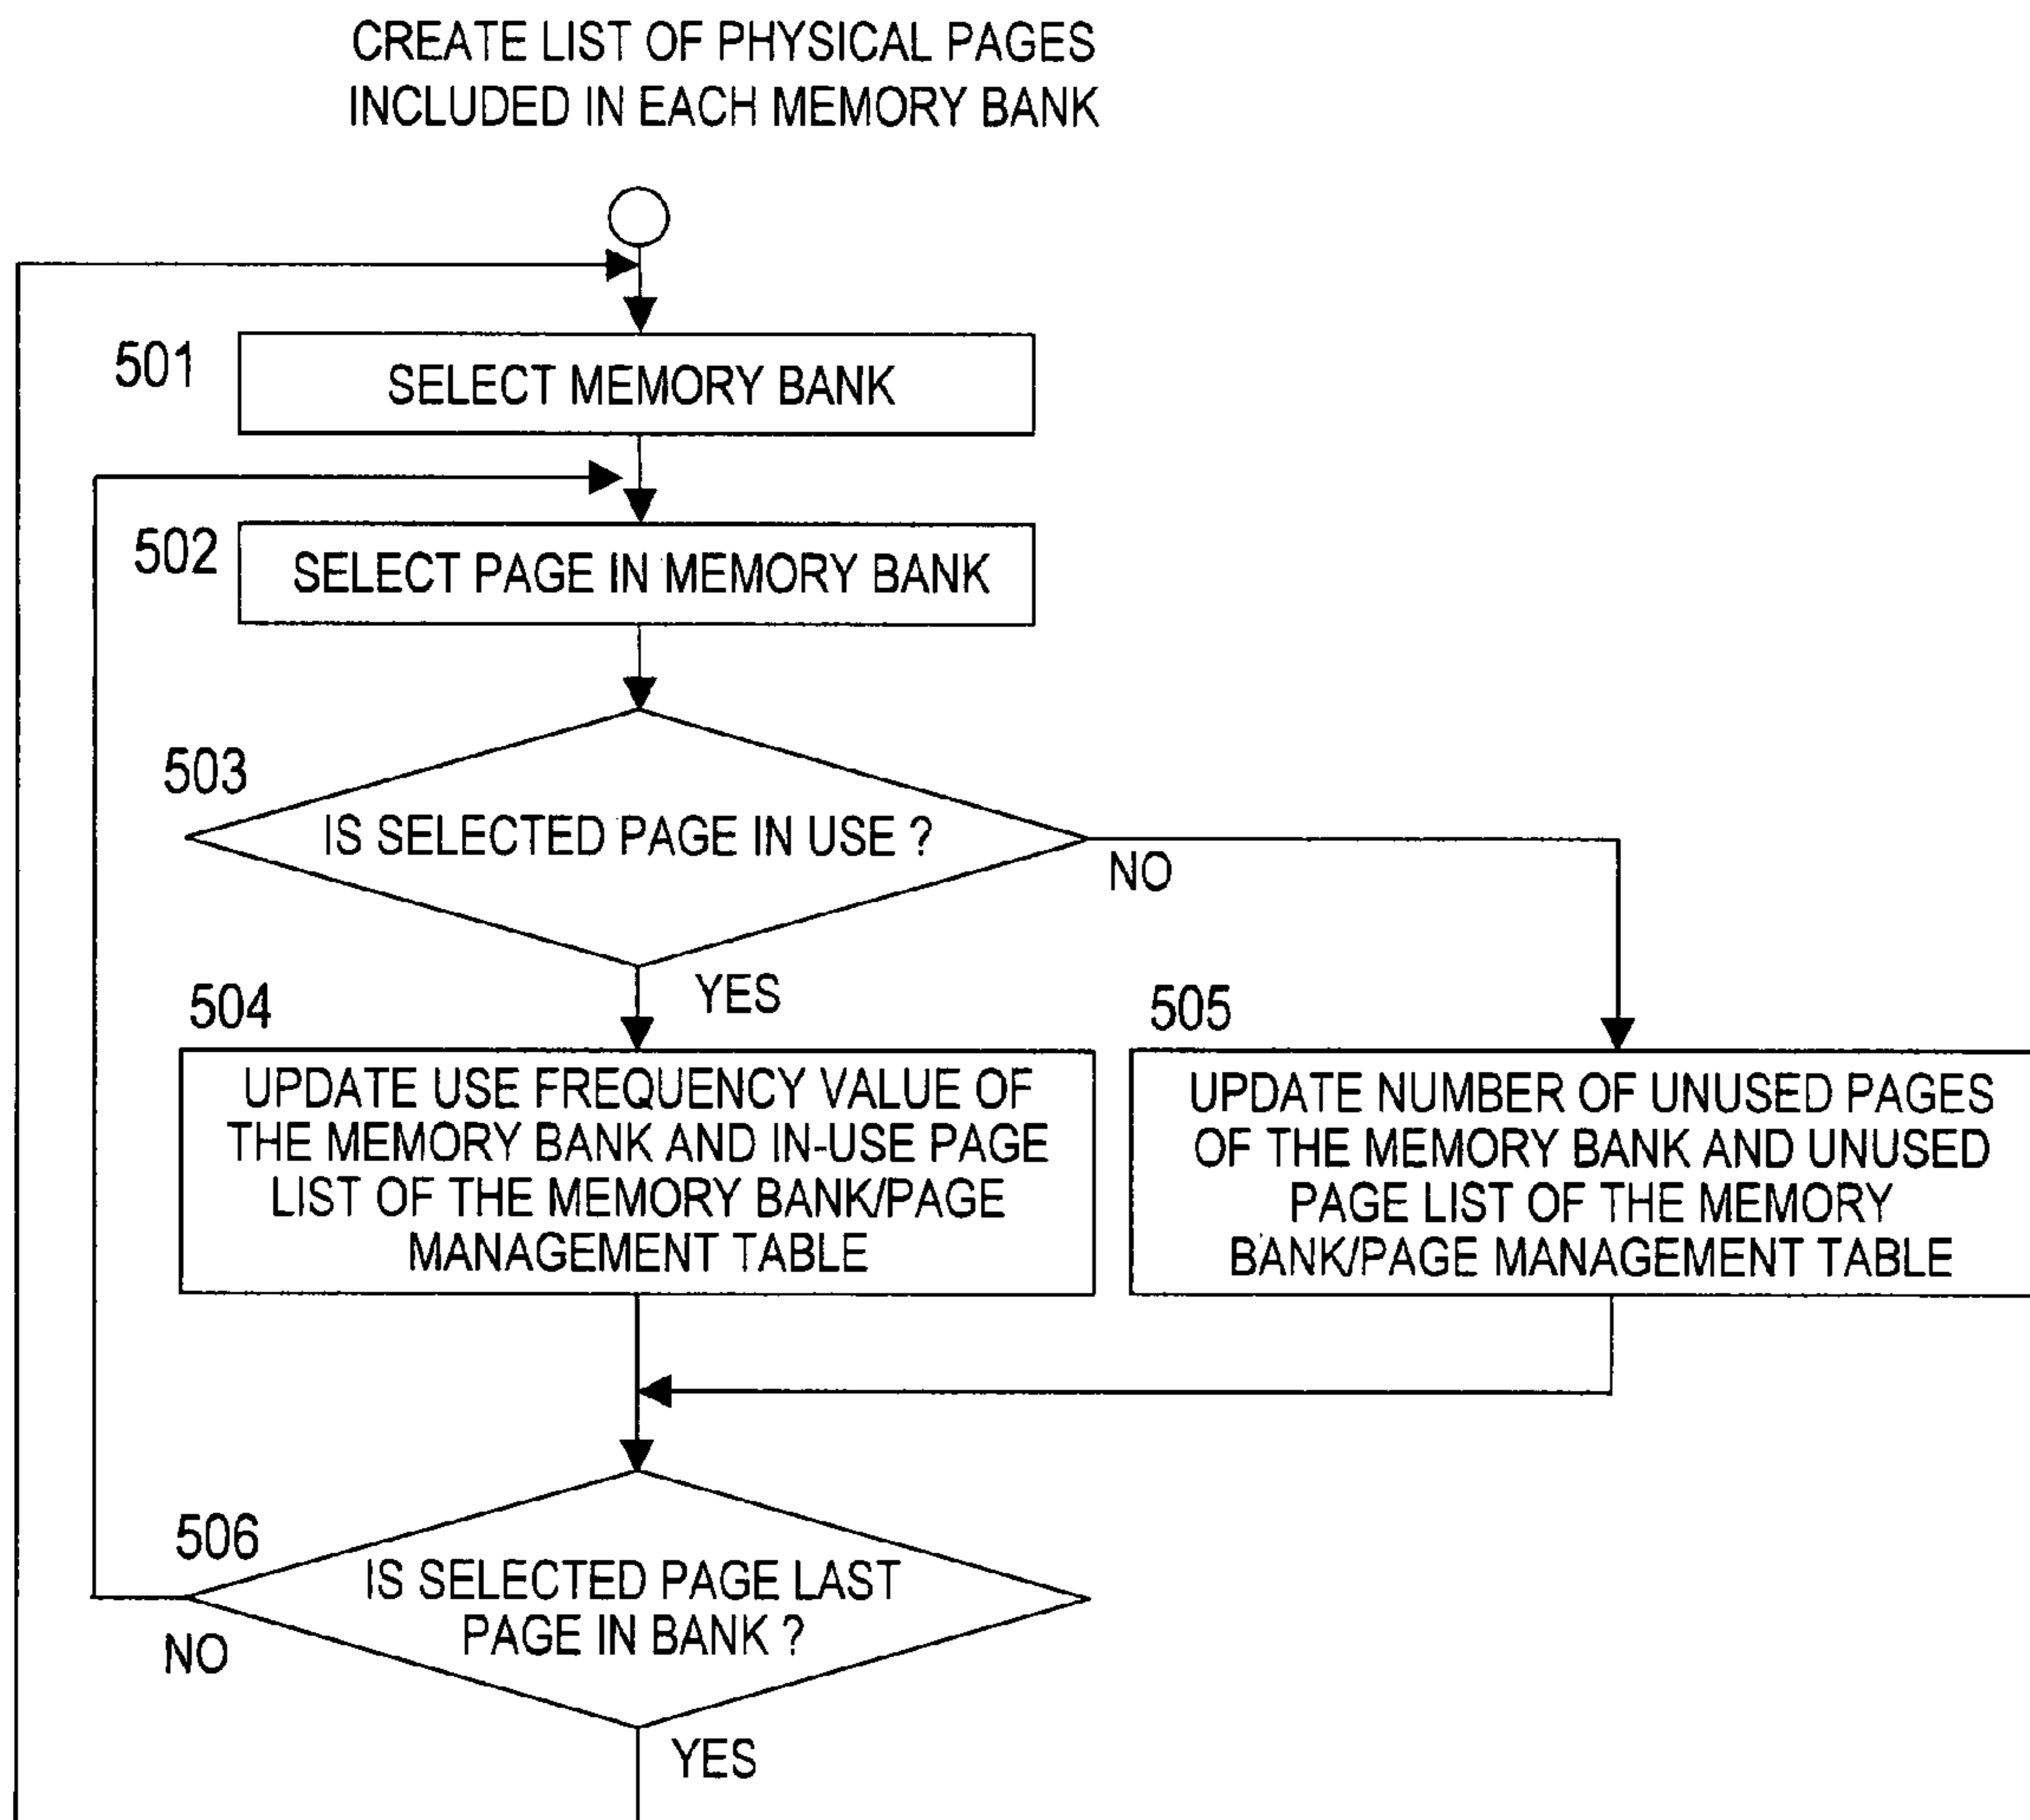 CREATE LIST OF PHYSICAL PAGES
INCLUDED IN EACH MEMORY BANK
501
SELECT MEMORY BANK
502
SELECT PAGE IN MEMORY BANK
503
IS SELECTED PAGE IN USE ?
NO
YES
504
UPDATE USE FREQUENCY VALUE OF
THE MEMORY BANK AND IN-USE PAGE
LIST OF THE MEMORY BANK/PAGE
MANAGEMENT TABLE
505
UPDATE NUMBER OF UNUSED PAGES
OF THE MEMORY BANK AND UNUSED
PAGE LIST OF THE MEMORY
BANK/PAGE MANAGEMENT TABLE
506
IS SELECTED PAGE LAST
PAGE IN BANK ?
NO
YES